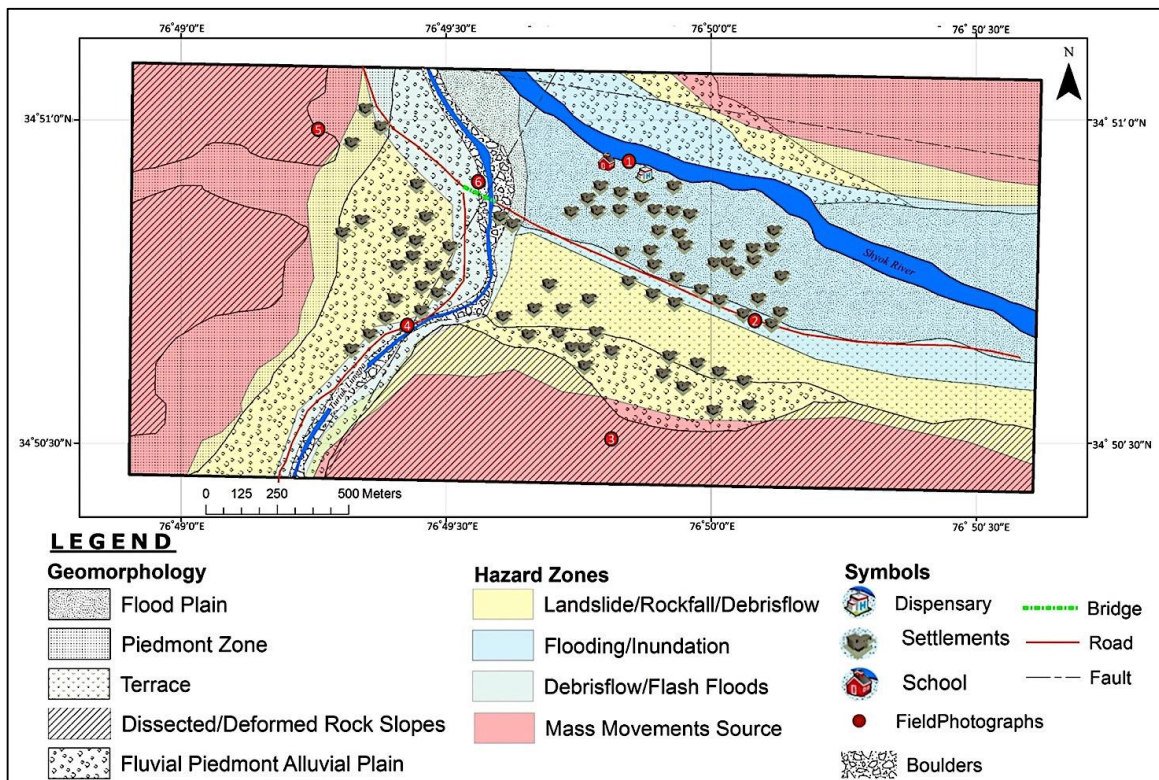 76˚49'0"E
76˚49'30"E
76˚50'0"E
76˚50'30"E
N
34˚51'0"N
34˚51'0"N
5
6
1
Shyok River
4
2
3
34˚50'30"N
34˚50'30"N
0 125 250 500 Meters
76˚49'0"E
76˚49'30"E
76˚50'0"E
76˚50'30"E
LEGEND
Geomorphology
Flood Plain
Piedmont Zone
Terrace
Dissected/Deformed Rock Slopes
Fluvial Piedmont Alluvial Plain
Hazard Zones
Landslide/Rockfall/Debrisflow
Flooding/Inundation
Debrisflow/Flash Floods
Mass Movements Source
Symbols
Dispensary
Settlements
School
FieldPhotographs
Boulders
Bridge
Road
Fault